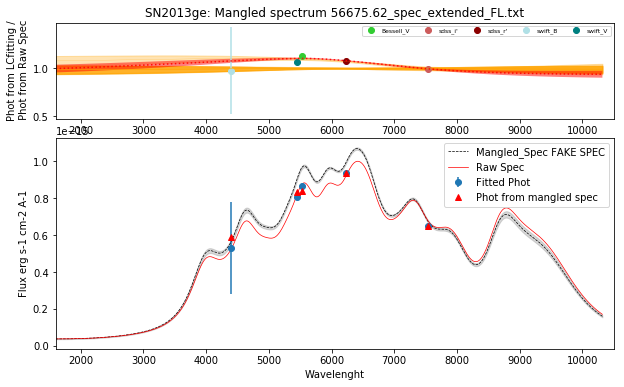 SN2013ge: Mangled spectrum 56675.62_spec_extended_FL.txt
Phot from LCfitting /
Phot from Raw Spec
1.0
0.5
Bessell_V
sdss_i'
sdss_r'
swift_B
swift_V
2000 3000 4000 5000 6000 7000 8000 9000 10000
Flux erg s-1 cm-2 A-1
1.0
0.8
0.6
0.4
0.2
0.0
Mangled_Spec FAKE SPEC
Raw Spec
Fitted Phot
Phot from mangled spec
2000 3000 4000 5000 6000 7000 8000 9000 10000
Wavelenght